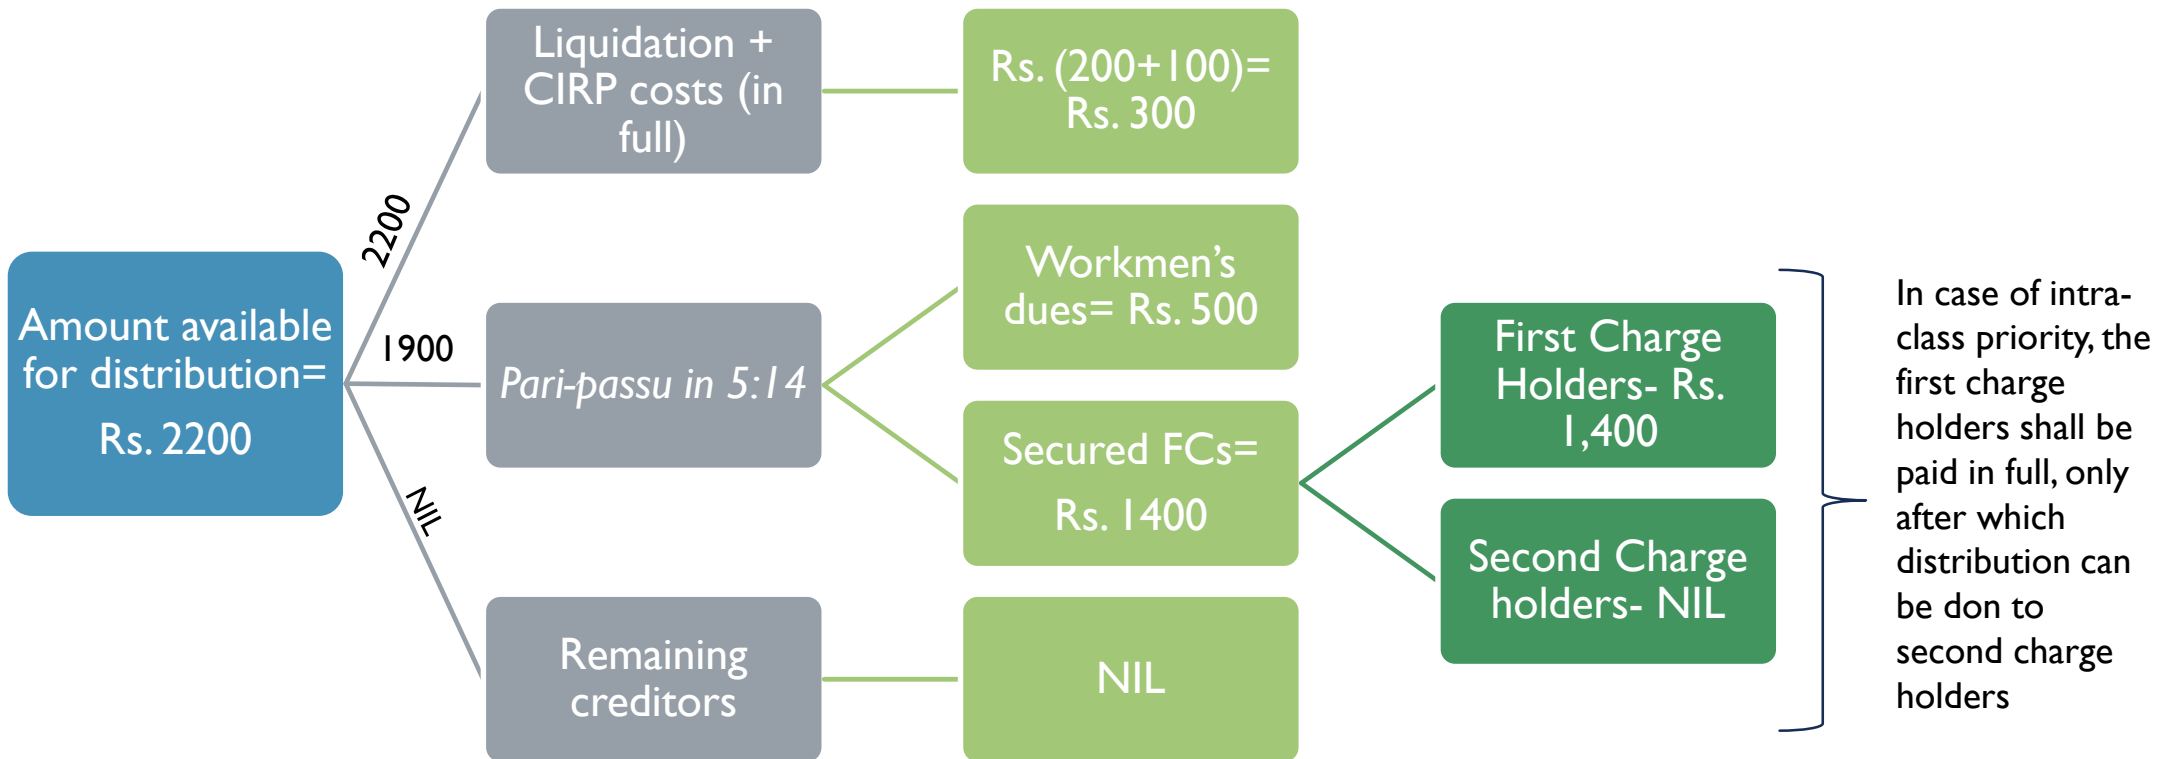 Liquidation +
CIRP costs (in
full)
Rs. (200+100)=
Rs. 300
2200
Amount available
for distribution=
Rs. 2200
1900
Pari-passu in 5:14
Workmen’s
dues= Rs. 500
Secured FCs=
Rs. 1400
First Charge
Holders- Rs.
1,400
Second Charge
holders- NIL
In case of intra-
class priority, the
first charge
holders shall be
paid in full, only
after which
distribution can
be don to
second charge
holders
NIL
Remaining
creditors
NIL